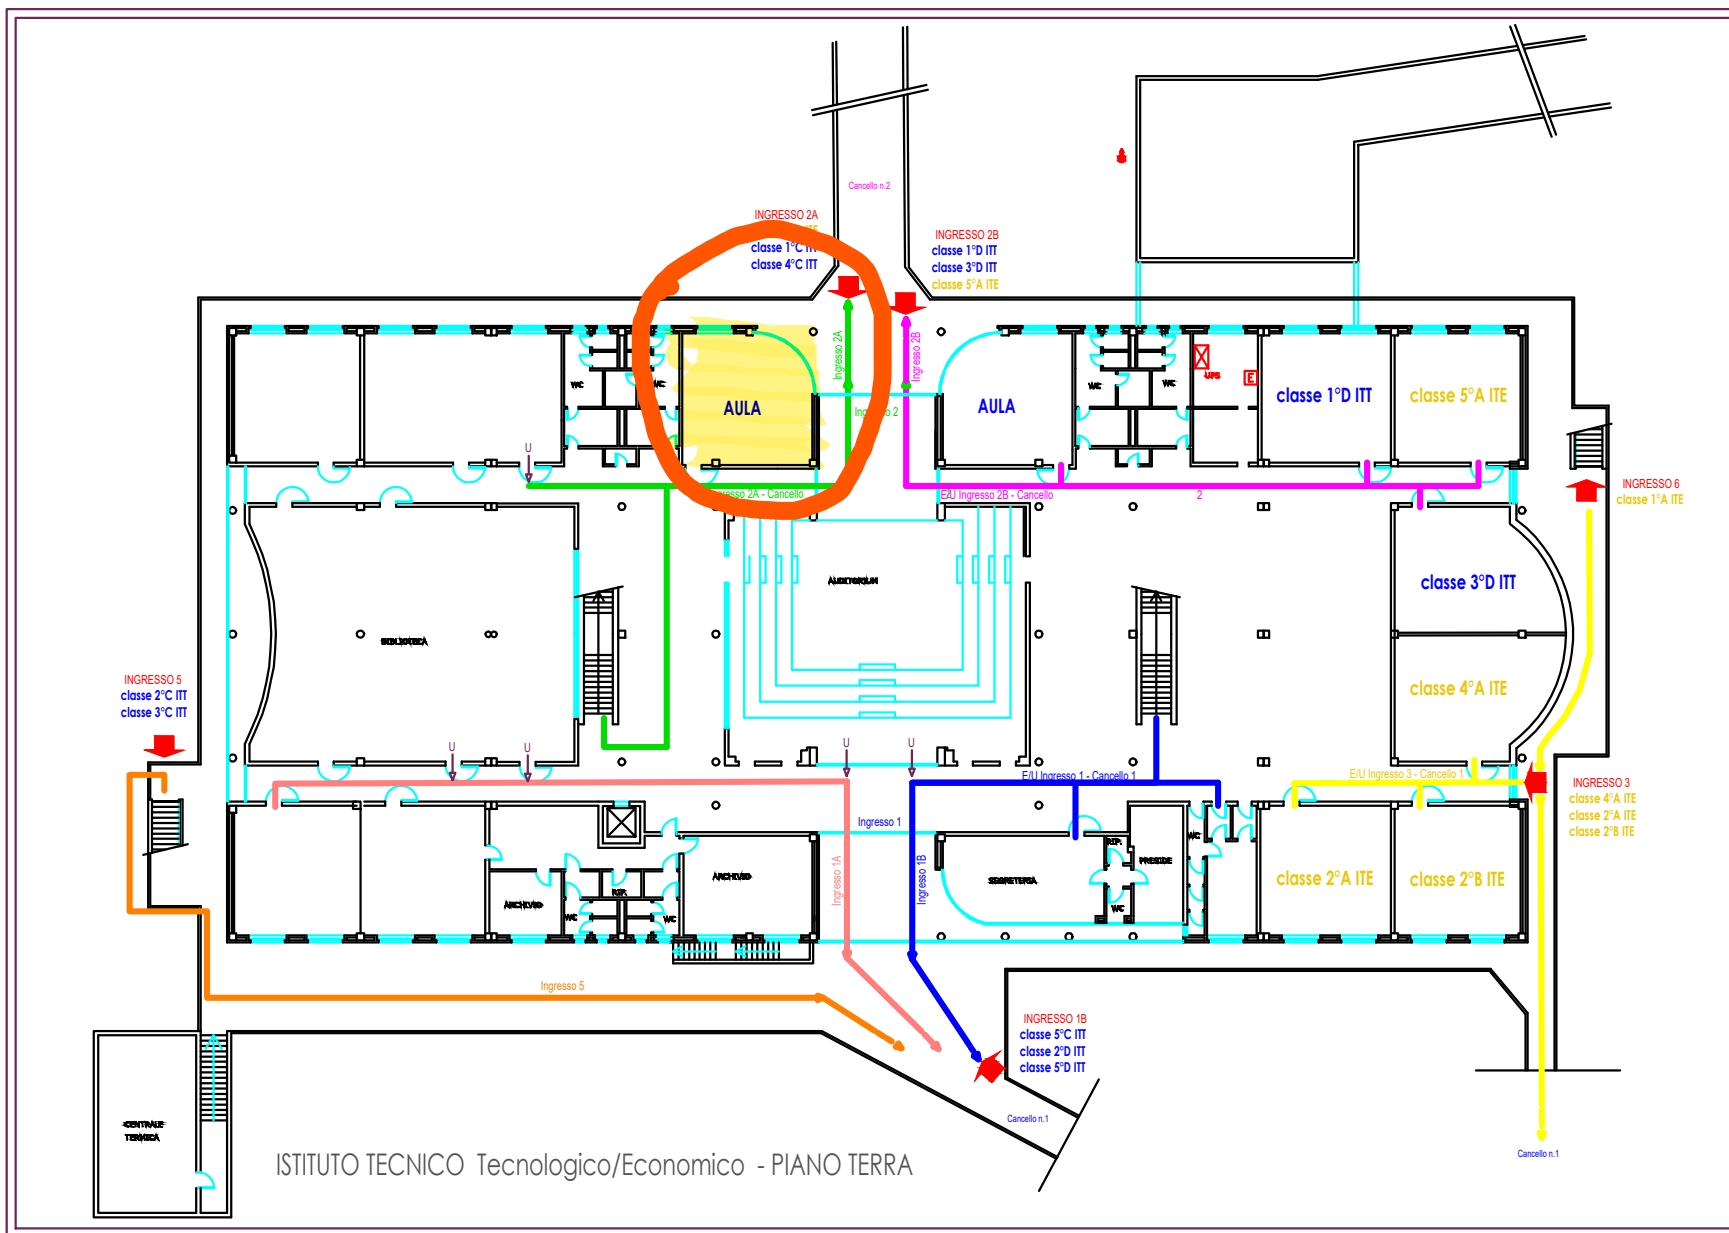 Cancello n.2
INGRESSO 2A
classe 1°C ITT
classe 4°C ITT
INGRESSO 2B
classe 1°D ITT
classe 3°D ITT
classe 5°A ITE
Ingresso 2A
Ingresso 2B
Ingresso 2
WC
WC
AULA
AULA
WC
WC
UPS
E
classe 1°D ITT
classe 5°A ITE
U
Ingresso 2A - Cancello
E/U Ingresso 2B - Cancello
2
INGRESSO 6
classe 1°A ITE
AUDITORIUM
BIBLIOTECA
classe 3°D ITT
classe 4°A ITE
INGRESSO 5
classe 2°C ITT
classe 3°C ITT
U
U
U
U
E/U Ingresso 1 - Cancello 1
E/U Ingresso 3 - Cancello 1
INGRESSO 3
classe 4°A ITE
classe 2°A ITE
classe 2°B ITE
Ingresso 1
Ingresso 1A
Ingresso 1B
ARCHIVIO
ARCHIVIO
RIP.
WC
WC
SEGRETERIA
RIP.
PRESIDE
WC
WC
classe 2°A ITE
classe 2°B ITE
Ingresso 5
INGRESSO 1B
classe 5°C ITT
classe 2°D ITT
classe 5°D ITT
Cancello n.1
Cancello n.1
CENTRALE
TERMICA
ISTITUTO TECNICO Tecnologico/Economico - PIANO TERRA